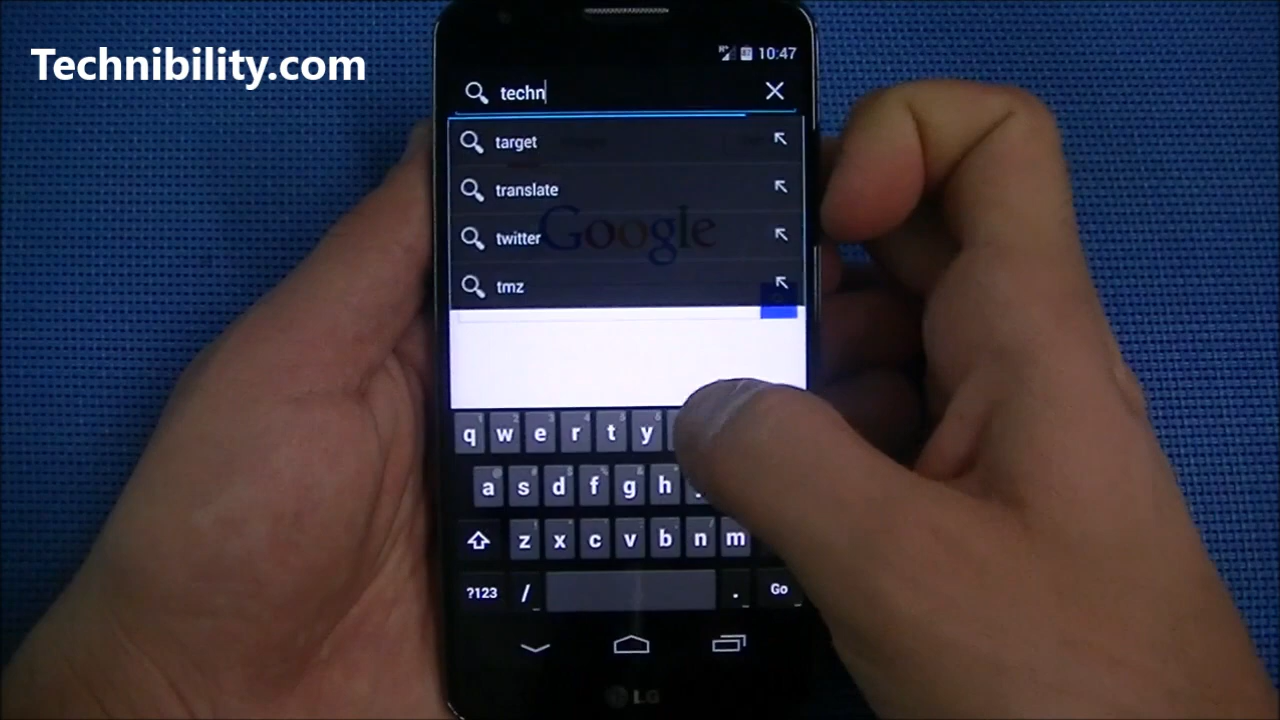 Technibility.com
10:47
techn
target
translate
twitter
Google
tmz
q w e r t y
a s d f g h
z x c v b n m
?123 / . Go
LG